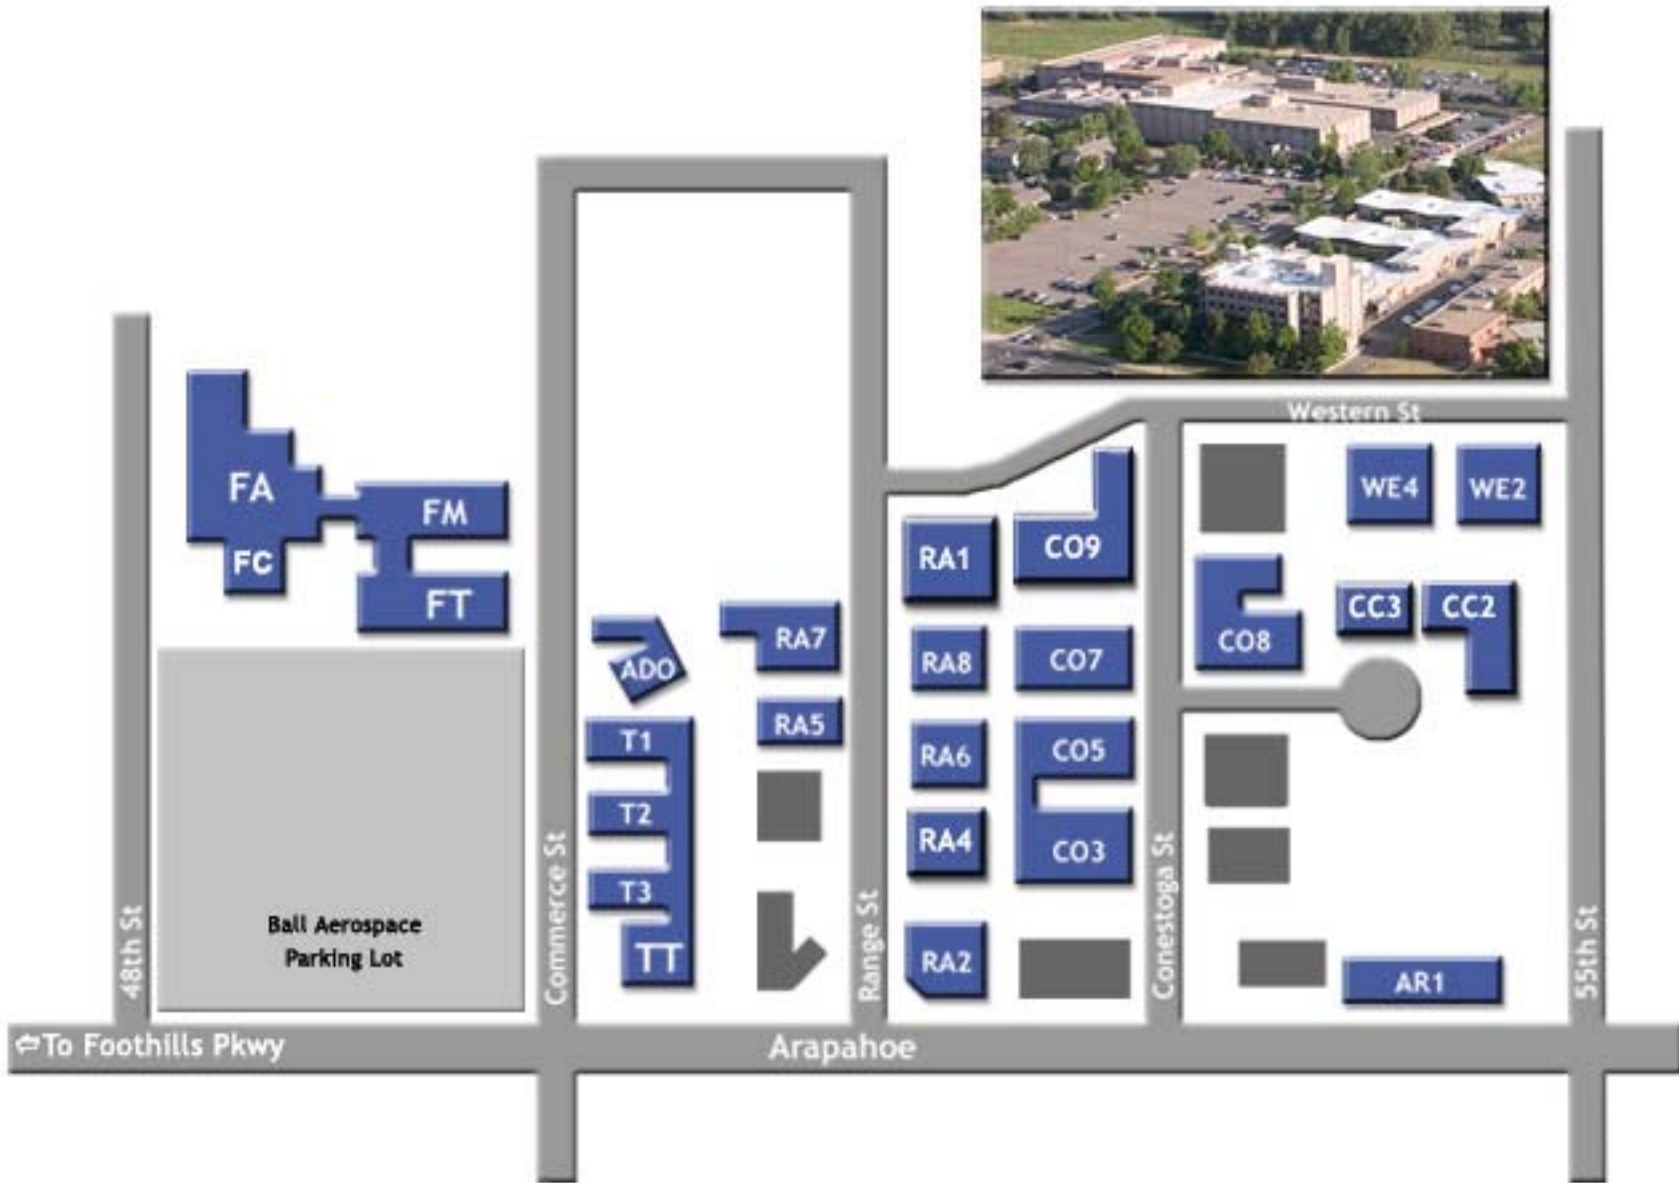 Western St
WE4
WE2
FA
FM
FC
FT
RA1
CO9
CC3
CC2
CO8
RA7
ADO
RA8
CO7
RA5
T1
RA6
CO5
T2
RA4
CO3
T3
TT
RA2
AR1
Ball Aerospace
Parking Lot
48th St
Commerce St
Range St
Conestoga St
55th St
⇦To Foothills Pkwy
Arapahoe